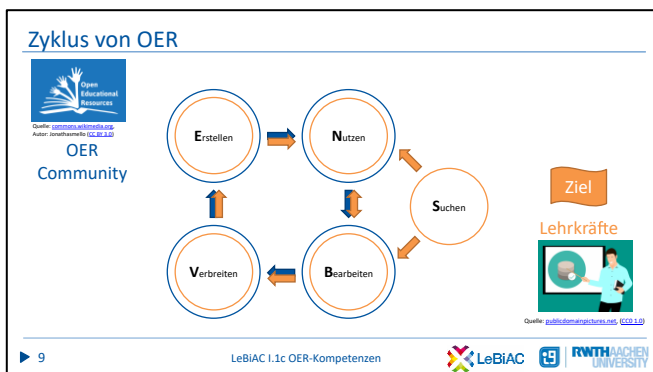 Zyklus von OER
Open
Educational
Resources
Quelle: commons.wikimedia.org,
Autor: Jonathasmello (CC BY 3.0)
OER
Community
Erstellen
Nutzen
Suchen
Verbreiten
Bearbeiten
Ziel
Lehrkräfte
Quelle: publicdomainpictures.net, (CC0 1.0)
9
LeBiAC I.1c OER-Kompetenzen
LeBiAC
i9
RWTH AACHEN
UNIVERSITY